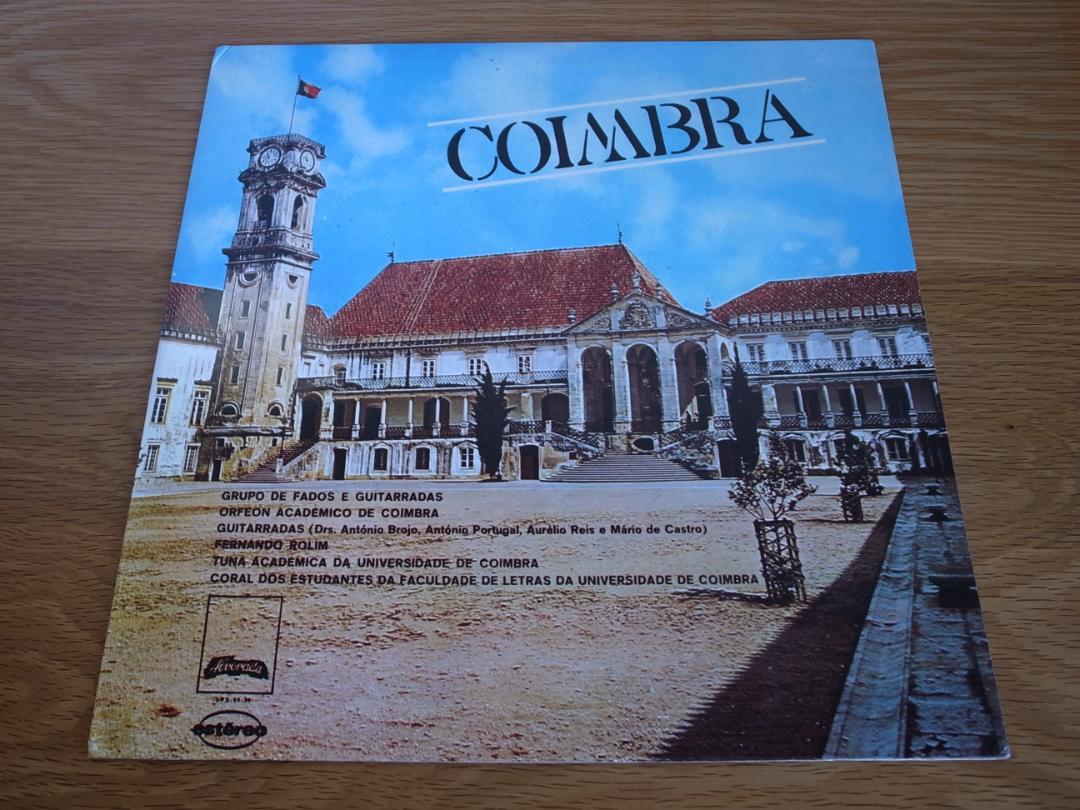 COIMBRA
GRUPO DE FADOS E GUITARRADAS
ORFEON ACADÉMICO DE COIMBRA
GUITARRADAS (Drs. António Brojo, António Portugal, Aurélio Reis e Mário de Castro)
FERNANDO ROLIM
TUNA ACADÉMICA DA UNIVERSIDADE DE COIMBRA
CORAL DOS ESTUDANTES DA FACULDADE DE LETRAS DA UNIVERSIDADE DE COIMBRA
Alvorada
estéreo